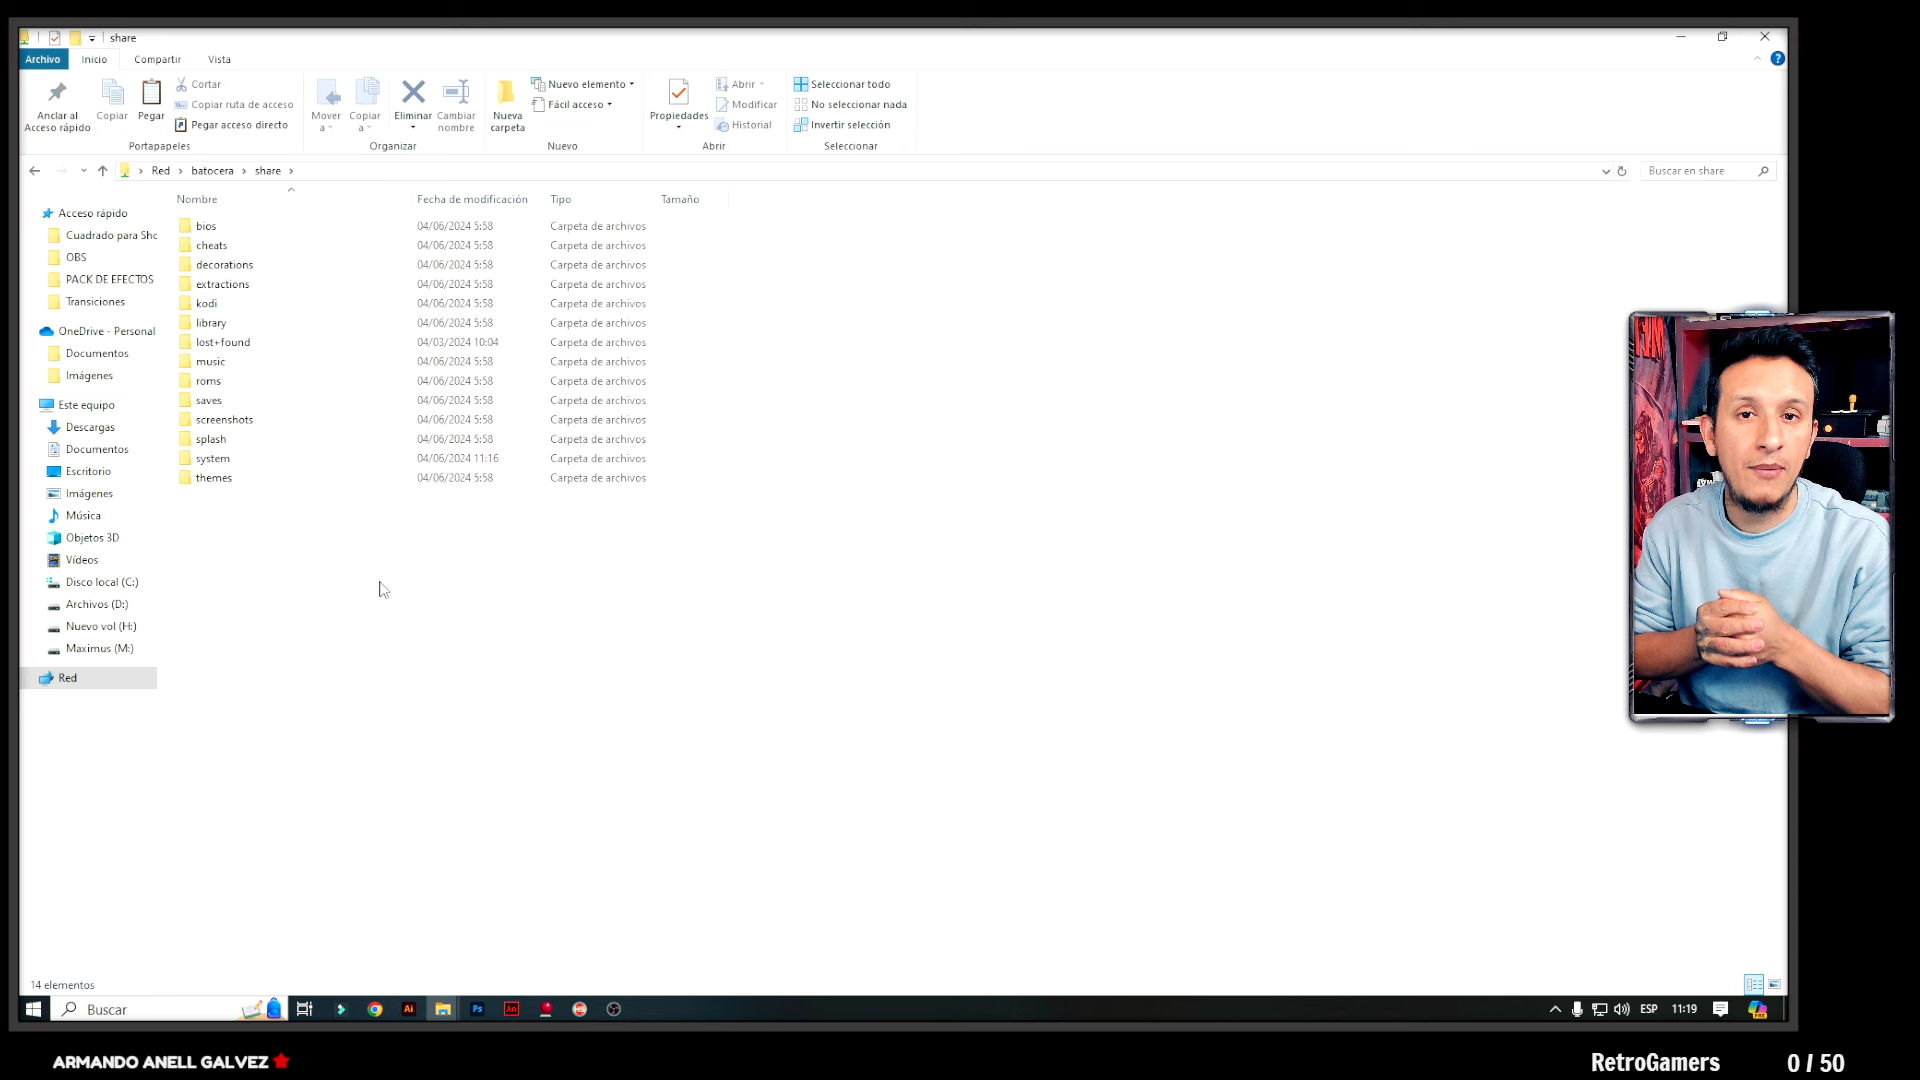 share
Archivo Inicio Compartir Vista
Anclar al Acceso rápido
Copiar
Pegar
Cortar
Copiar ruta de acceso
Pegar acceso directo
Portapapeles
Mover a
Copiar a
Eliminar
Cambiar nombre
Organizar
Nueva carpeta
Nuevo elemento
Fácil acceso
Nuevo
Propiedades
Abrir
Modificar
Historial
Abrir
Seleccionar todo
No seleccionar nada
Invertir selección
Seleccionar
Red > batocera > share >
Buscar en share
Nombre Fecha de modificación Tipo Tamaño
Acceso rápido
Cuadrado para Shc
OBS
PACK DE EFECTOS
Transiciones
OneDrive - Personal
Documentos
Imágenes
Este equipo
Descargas
Documentos
Escritorio
Imágenes
Música
Objetos 3D
Vídeos
Disco local (C:)
Archivos (D:)
Nuevo vol (H:)
Maximus (M:)
Red
bios 04/06/2024 5:58 Carpeta de archivos
cheats 04/06/2024 5:58 Carpeta de archivos
decorations 04/06/2024 5:58 Carpeta de archivos
extractions 04/06/2024 5:58 Carpeta de archivos
kodi 04/06/2024 5:58 Carpeta de archivos
library 04/06/2024 5:58 Carpeta de archivos
lost+found 04/03/2024 10:04 Carpeta de archivos
music 04/06/2024 5:58 Carpeta de archivos
roms 04/06/2024 5:58 Carpeta de archivos
saves 04/06/2024 5:58 Carpeta de archivos
screenshots 04/06/2024 5:58 Carpeta de archivos
splash 04/06/2024 5:58 Carpeta de archivos
system 04/06/2024 11:16 Carpeta de archivos
themes 04/06/2024 5:58 Carpeta de archivos
14 elementos
Buscar
Ai
Ps
An
ESP
11:19
ARMANDO ANELL GALVEZ
RetroGamers 0 / 50